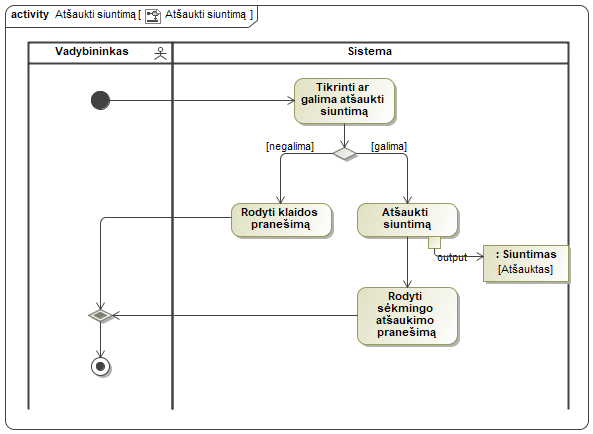 activity Atšaukti siuntimą [ Atšaukti siuntimą ]
Vadybininkas
Sistema
Tikrinti ar
galima atšaukti
siuntimą
[negalima]
[galima]
Rodyti klaidos
pranešimą
Atšaukti
siuntimą
output
: Siuntimas
[Atšauktas]
Rodyti
sėkmingo
atšaukimo
pranešimą